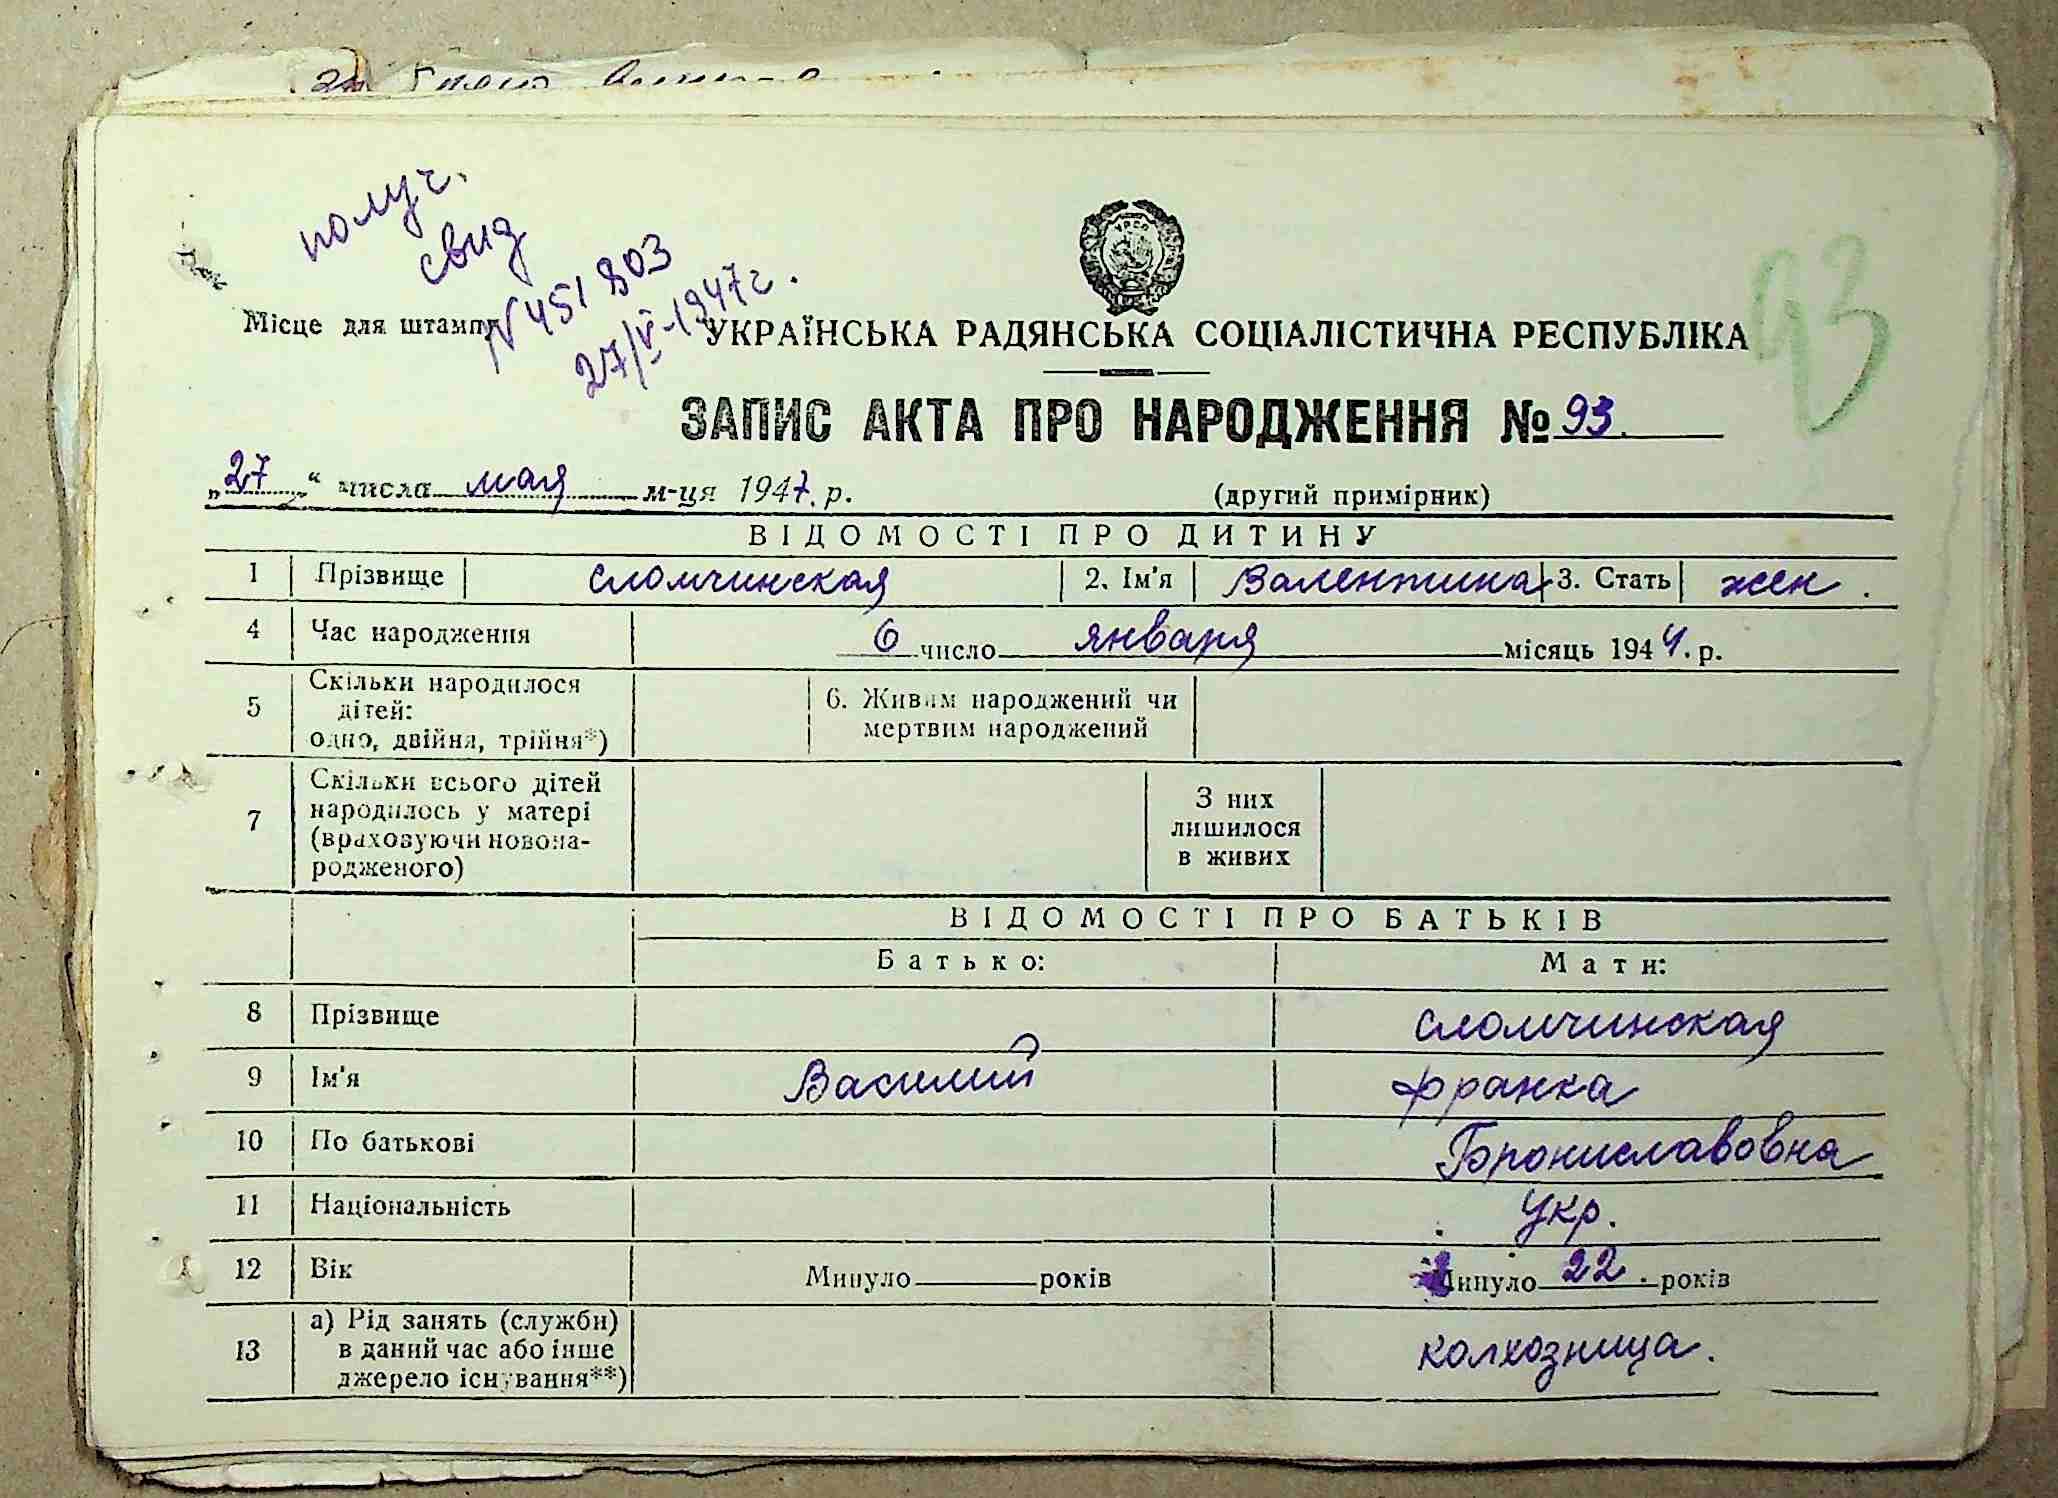 получ.
свид
N 451803
27/V-1947г.
УРСР
Місце для штампу
УКРАЇНСЬКА РАДЯНСЬКА СОЦІАЛІСТИЧНА РЕСПУБЛІКА
93
ЗАПИС АКТА ПРО НАРОДЖЕННЯ № 93.
„27“ числа мая м-ця 1947. р. (другий примірник)
ВІДОМОСТІ ПРО ДИТИНУ
1 Прізвище Сломчинская 2. Ім'я Валентина 3. Стать жен.
4 Час народження 6 число января місяць 1944. р.
5 Скільки народилося дітей: одно, двійня, трійня*) 6. Живим народжений чи мертвим народжений
7 Скільки всього дітей народилось у матері (враховуючи новонародженого) З них лишилося в живих
ВІДОМОСТІ ПРО БАТЬКІВ
Батько: Мати:
8 Прізвище Сломчинская
9 Ім'я Василий Франка
10 По батькові Брониславовна
11 Національність Укр.
12 Вік Минуло ____ років Минуло 22. років
13 а) Рід занять (служби) в даний час або інше джерело існування**) колхозница.